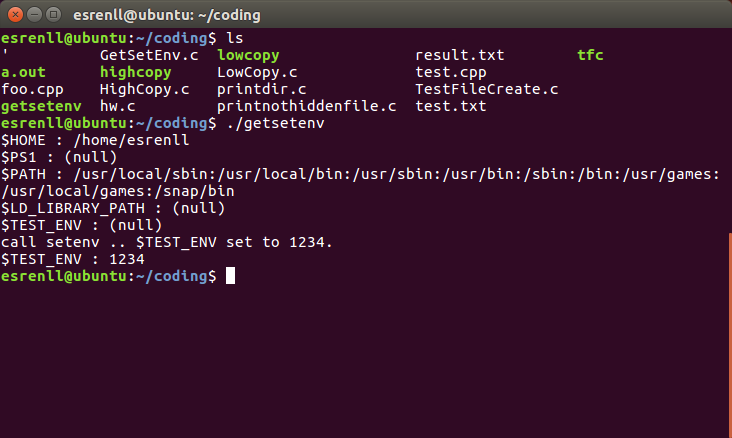 esrenll@ubuntu: ~/coding
esrenll@ubuntu:~/coding$ ls
' GetSetEnv.c lowcopy result.txt tfc
a.out highcopy LowCopy.c test.cpp
foo.cpp HighCopy.c printdir.c TestFileCreate.c
getsetenv hw.c printnothiddenfile.c test.txt
esrenll@ubuntu:~/coding$ ./getsetenv
$HOME : /home/esrenll
$PS1 : (null)
$PATH : /usr/local/sbin:/usr/local/bin:/usr/sbin:/usr/bin:/sbin:/bin:/usr/games:
/usr/local/games:/snap/bin
$LD_LIBRARY_PATH : (null)
$TEST_ENV : (null)
call setenv .. $TEST_ENV set to 1234.
$TEST_ENV : 1234
esrenll@ubuntu:~/coding$